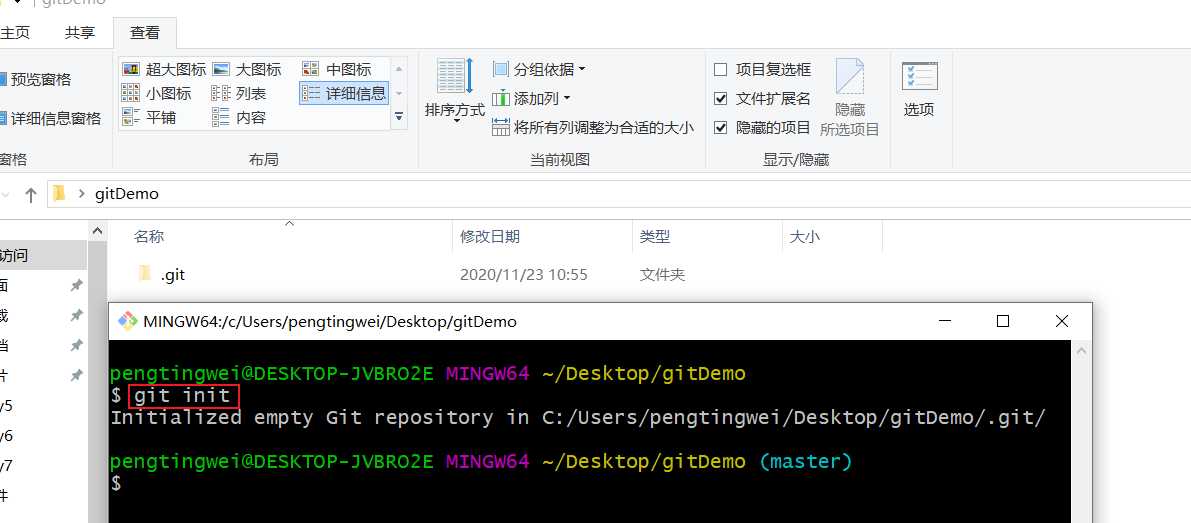 gitDemo
主页 共享 查看
预览窗格 超大图标 大图标 中图标 排序方式 分组依据 项目复选框 隐藏所选项目 选项
小图标 列表 详细信息 添加列 文件扩展名
详细信息窗格 平铺 内容 将所有列调整为合适的大小 隐藏的项目
窗格 布局 当前视图 显示/隐藏
gitDemo
名称 修改日期 类型 大小
访问
.git 2020/11/23 10:55 文件夹
面
载
档
片
y5
y6
y7
件
MINGW64:/c/Users/pengtingwei/Desktop/gitDemo
pengtingwei@DESKTOP-JVBRO2E MINGW64 ~/Desktop/gitDemo
$ git init
Initialized empty Git repository in C:/Users/pengtingwei/Desktop/gitDemo/.git/
pengtingwei@DESKTOP-JVBRO2E MINGW64 ~/Desktop/gitDemo (master)
$